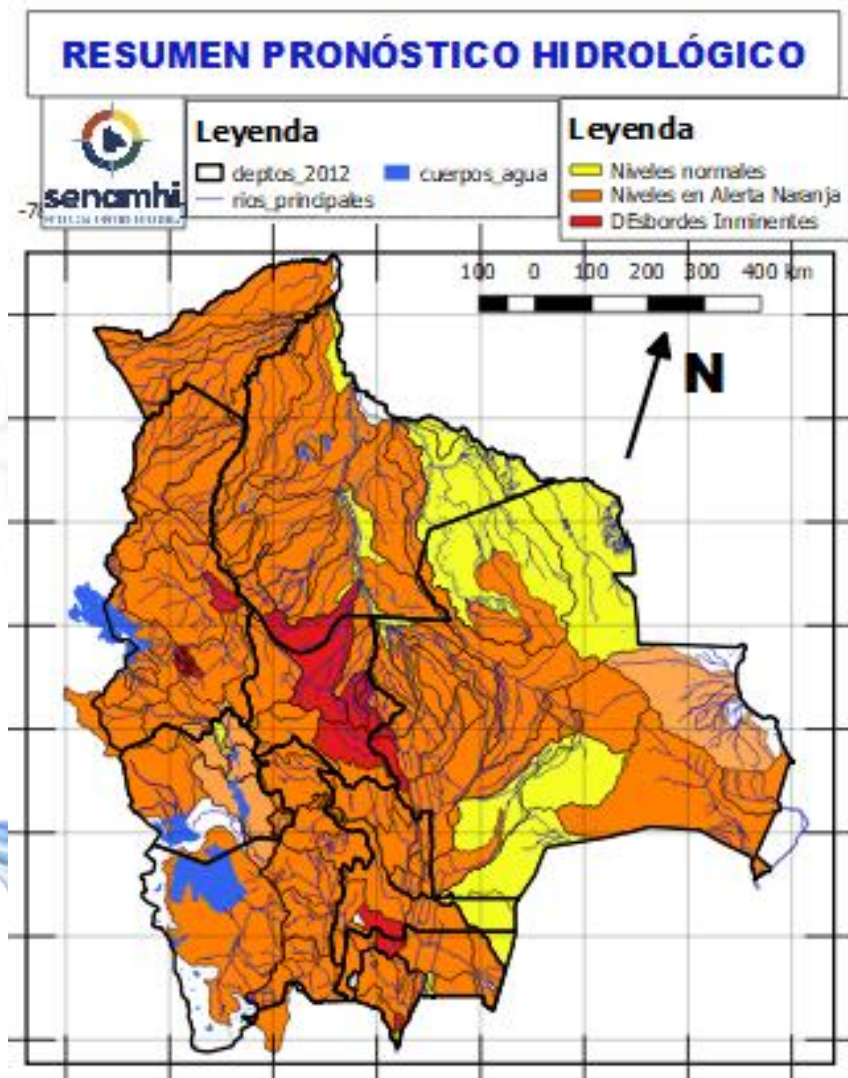 RESUMEN PRONÓSTICO HIDROLÓGICO
senamhi
Leyenda
deptos_2012
cuerpos_agua
rios_principales
Leyenda
Niveles normales
Niveles en Alerta Naranja
DEsbordes Inminentes
100 0 100 200 300 400 km
N